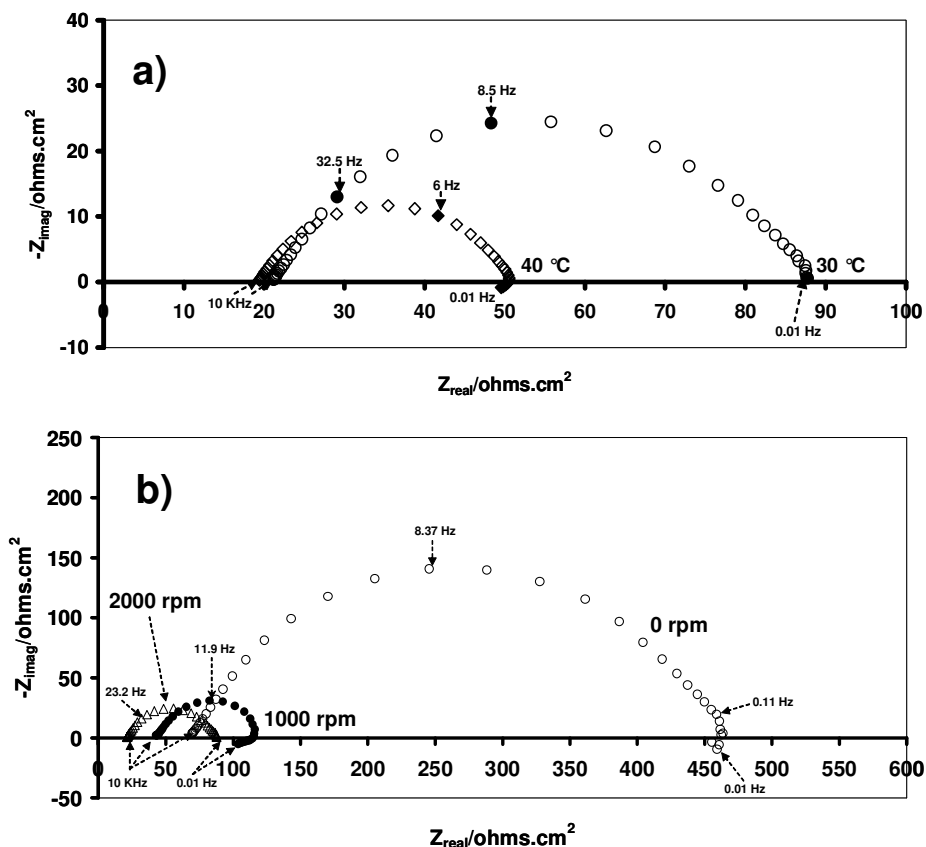 40
a)
30
8.5 Hz
-Z_imag/ohms.cm²
20
32.5 Hz
6 Hz
10
40 °C
30 °C
0
10 KHz
0.01 Hz
0 10 20 30 40 50 60 70 80 90 100
0.01 Hz
-10
Z_real/ohms.cm²
250
b)
200
8.37 Hz
150
-Z_imag/ohms.cm²
2000 rpm
100
11.9 Hz
0 rpm
23.2 Hz
50
1000 rpm
0.11 Hz
0
10 KHz
0.01 Hz
0 50 100 150 200 250 300 350 400 450 500 550 600
0.01 Hz
-50
Z_real/ohms.cm²